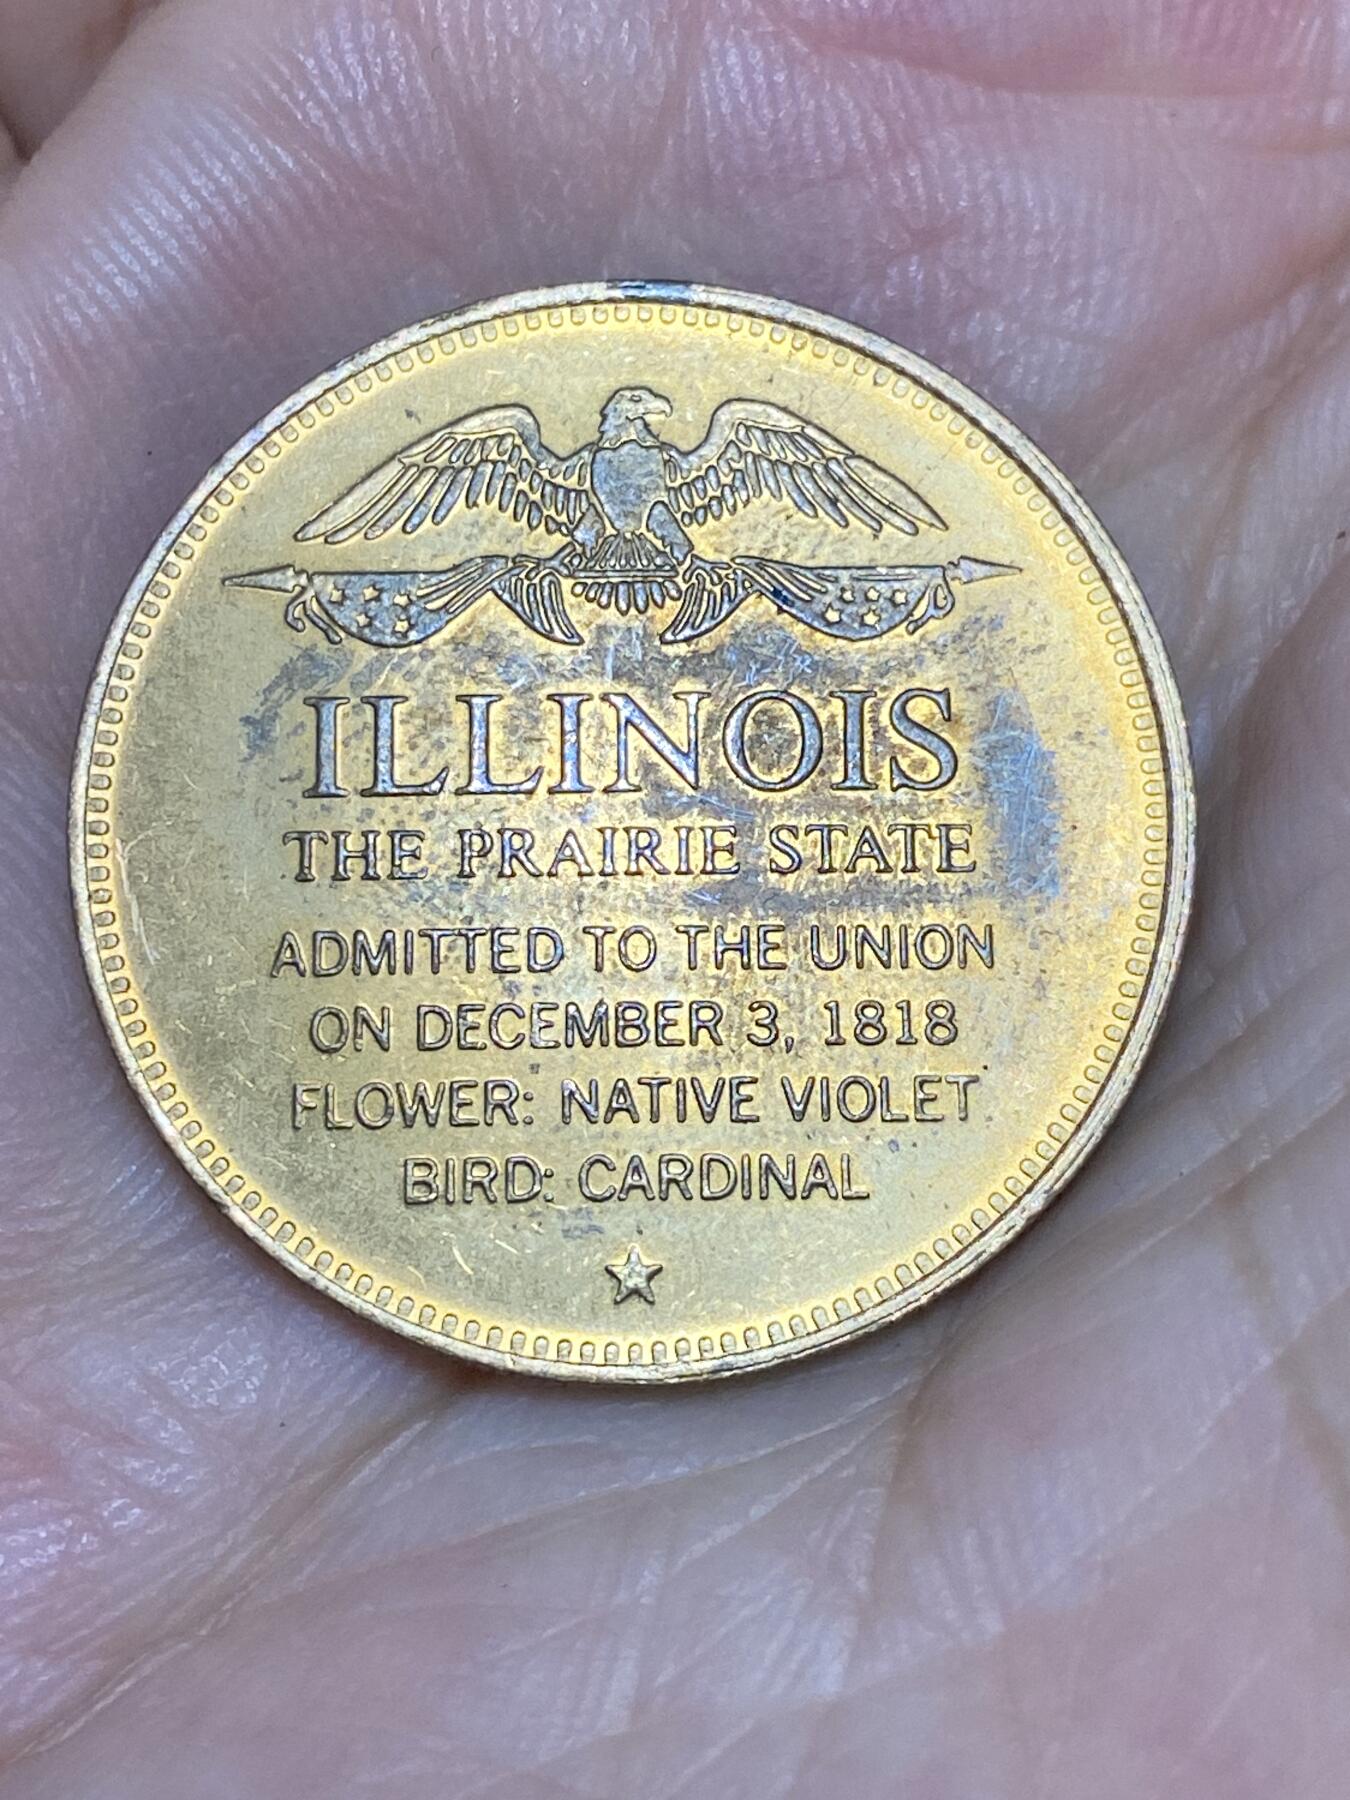 ILLINOIS
THE PRAIRIE STATE
ADMITTED TO THE UNION
ON DECEMBER 3, 1818
FLOWER: NATIVE VIOLET
BIRD: CARDINAL